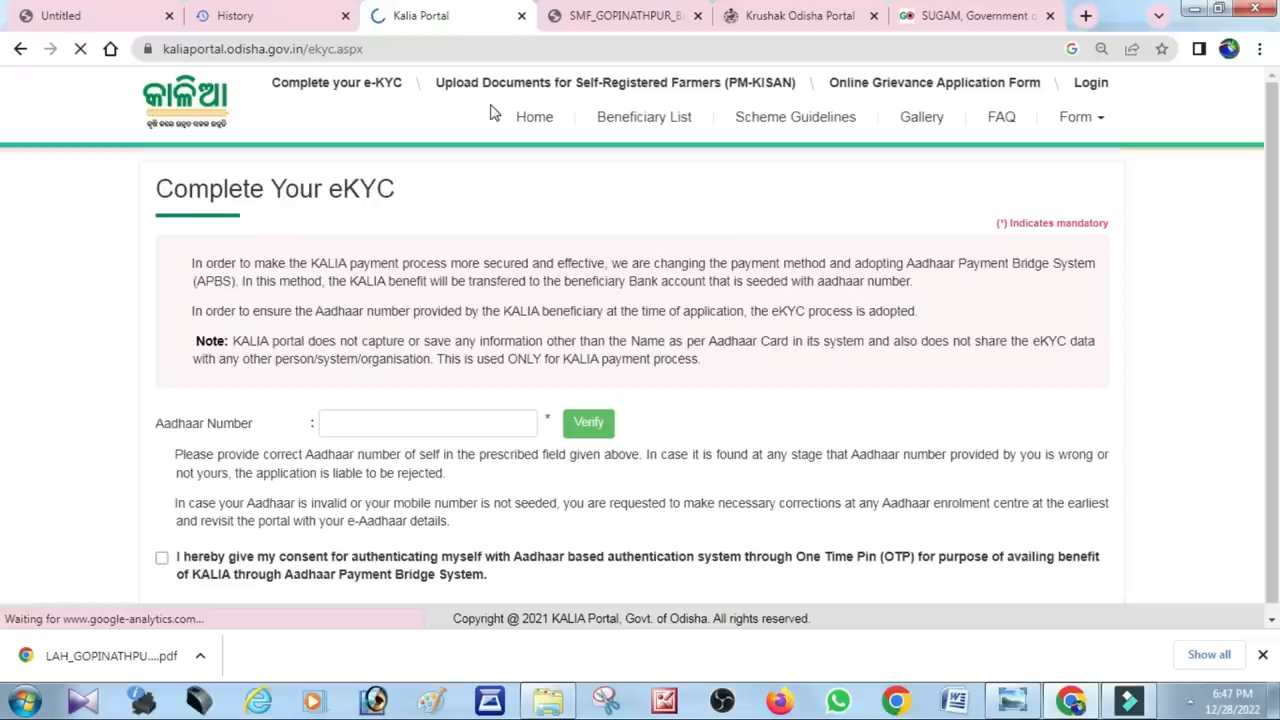 Untitled
History
Kalia Portal
SMF_GOPINATHPUR_B
Krushak Odisha Portal
SUGAM, Government o
kaliaportal.odisha.gov.in/ekyc.aspx
Complete your e-KYC \ Upload Documents for Self-Registered Farmers (PM-KISAN) \ Online Grievance Application Form \ Login
କାଳିଆ
କୃଷି କଲେ ଉନ୍ନତ ସକଳ ଉନ୍ନତି
Home
Beneficiary List
Scheme Guidelines
Gallery
FAQ
Form
Complete Your eKYC
(*) Indicates mandatory
In order to make the KALIA payment process more secured and effective, we are changing the payment method and adopting Aadhaar Payment Bridge System
(APBS). In this method, the KALIA benefit will be transferred to the beneficiary Bank account that is seeded with aadhaar number.
In order to ensure the Aadhaar number provided by the KALIA beneficiary at the time of application, the eKYC process is adopted.
Note: KALIA portal does not capture or save any information other than the Name as per Aadhaar Card in its system and also does not share the eKYC data
with any other person/system/organisation. This is used ONLY for KALIA payment process.
Aadhaar Number : * Verify
Please provide correct Aadhaar number of self in the prescribed field given above. In case it is found at any stage that Aadhaar number provided by you is wrong or
not yours, the application is liable to be rejected.
In case your Aadhaar is invalid or your mobile number is not seeded, you are requested to make necessary corrections at any Aadhaar enrolment centre at the earliest
and revisit the portal with your e-Aadhaar details.
I hereby give my consent for authenticating myself with Aadhaar based authentication system through One Time Pin (OTP) for purpose of availing benefit
of KALIA through Aadhaar Payment Bridge System.
Waiting for www.google-analytics.com...
Copyright @ 2021 KALIA Portal, Govt. of Odisha. All rights reserved.
LAH_GOPINATHPU....pdf
Show all
6:47 PM
12/28/2022